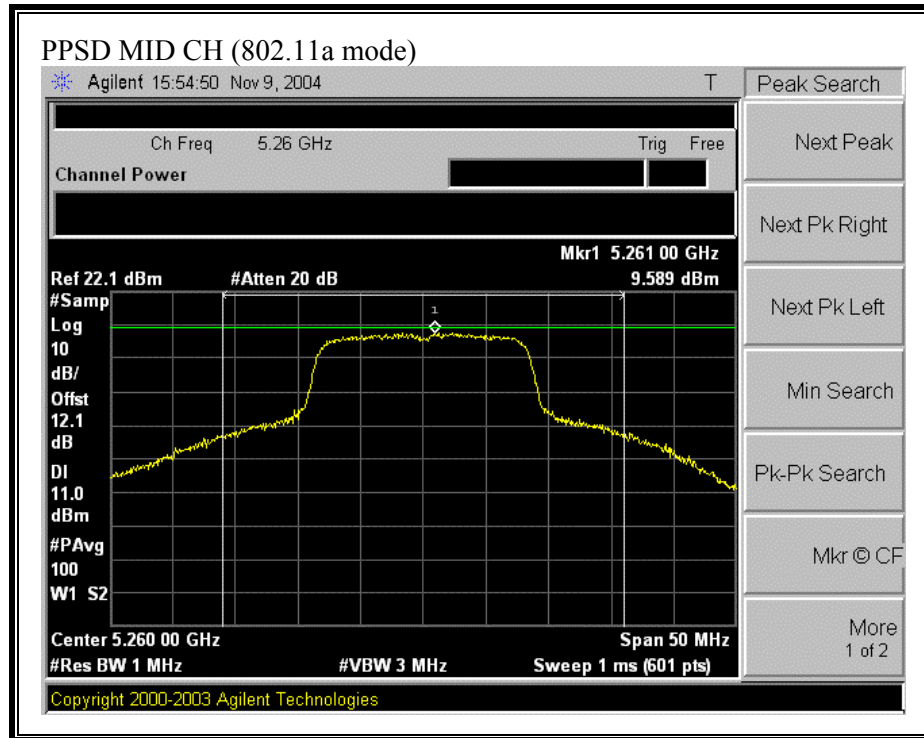 PPSD MID CH (802.11a mode)
Agilent 15:54:50 Nov 9, 2004 T
Peak Search
Ch Freq 5.26 GHz Trig Free
Channel Power
Next Peak
Next Pk Right
Next Pk Left
Min Search
Pk-Pk Search
Mkr © CF
More
1 of 2
Mkr1 5.261 00 GHz
Ref 22.1 dBm #Atten 20 dB 9.589 dBm
#Samp
Log
10
dB/
Offst
12.1
dB
DI
11.0
dBm
#PAvg
100
W1 S2
1
Center 5.260 00 GHz Span 50 MHz
#Res BW 1 MHz #VBW 3 MHz Sweep 1 ms (601 pts)
Copyright 2000-2003 Agilent Technologies